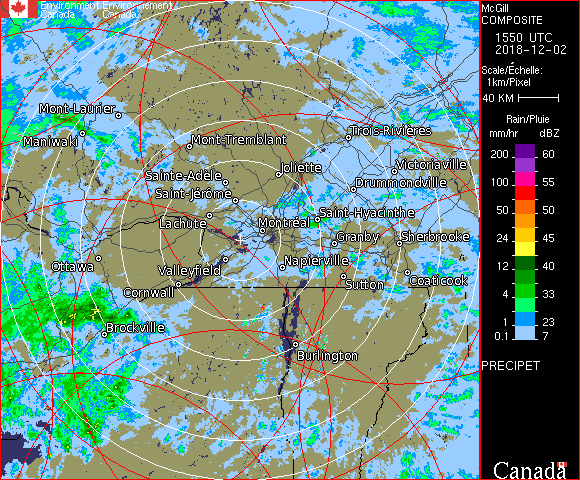 Environment Environnement
Canada Canada
McGill
COMPOSITE
1550 UTC
2018-12-02
Scale/Échelle:
1km/Pixel
40 KM
Rain/Pluie
mm/hr dBZ
200 60
100 55
50 50
24 45
12 40
4 33
1 23
0.1 7
PRECIPET
Canada
Mont-Laurier
Maniwaki
Mont-Tremblant
Trois-Rivières
Joliette
Victoriaville
Sainte-Adèle
Drummondville
Saint-Jérôme
Saint-Hyacinthe
Lachute
Montréal
Granby
Sherbrooke
Ottawa
Valleyfield
Napierville
Coaticook
Cornwall
Sutton
Brockville
Burlington